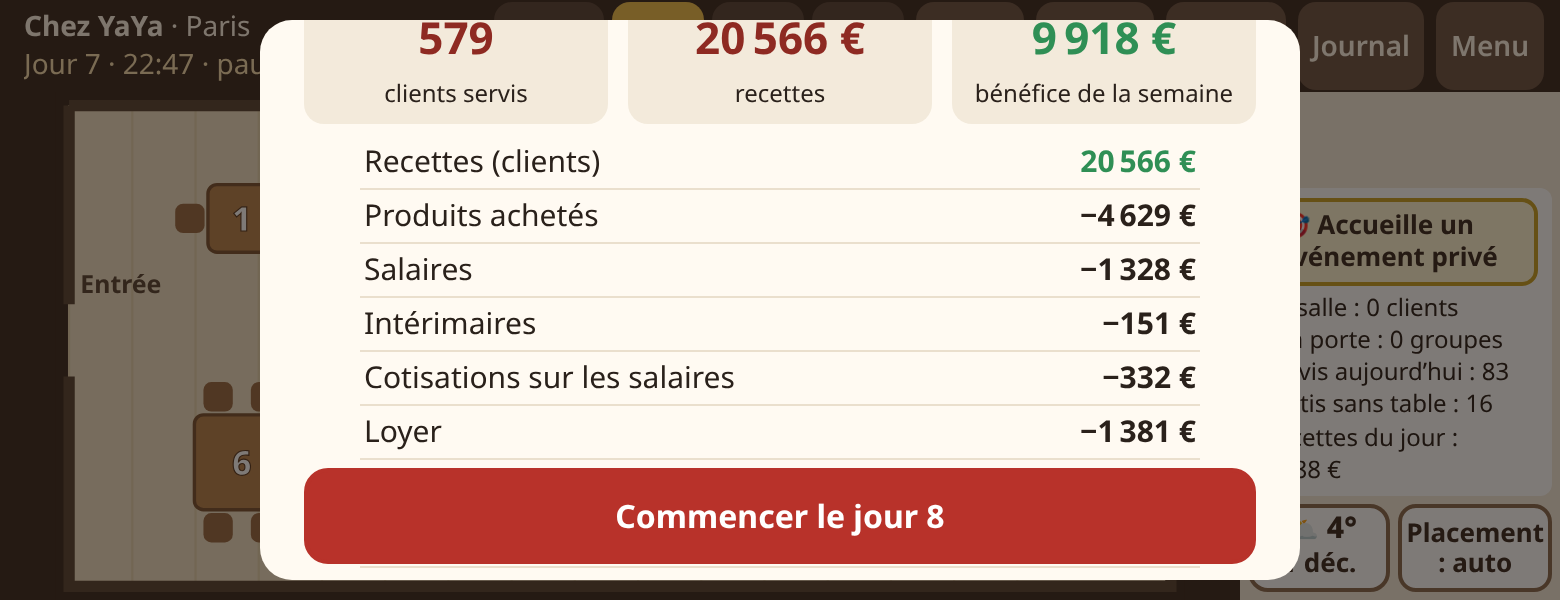 Chez YaYa · Paris
Jour 7 · 22:47 · pau
Journal
Menu
579
clients servis
20 566 €
recettes
9 918 €
bénéfice de la semaine
Recettes (clients) 20 566 €
Produits achetés −4 629 €
Salaires −1 328 €
Intérimaires −151 €
Cotisations sur les salaires −332 €
Loyer −1 381 €
Commencer le jour 8
1
Entrée
6
Accueille un
vénement privé
salle : 0 clients
porte : 0 groupes
vis aujourd’hui : 83
tis sans table : 16
ettes du jour :
88 €
4°
déc.
Placement
: auto